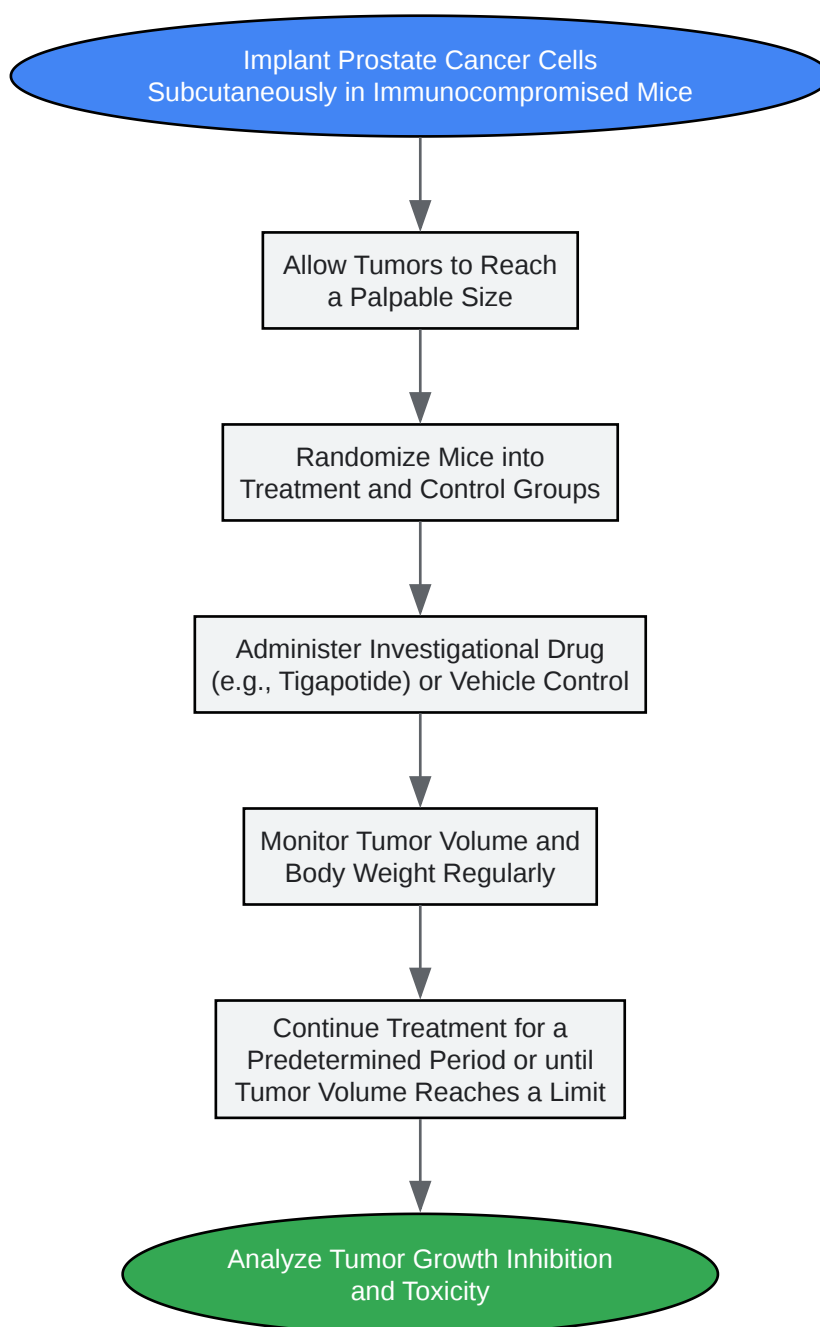 Implant Prostate Cancer Cells
Subcutaneously in Immunocompromised Mice
Allow Tumors to Reach
a Palpable Size
Randomize Mice into
Treatment and Control Groups
Administer Investigational Drug
(e.g., Tigapotide) or Vehicle Control
Monitor Tumor Volume and
Body Weight Regularly
Continue Treatment for a
Predetermined Period or until
Tumor Volume Reaches a Limit
Analyze Tumor Growth Inhibition
and Toxicity